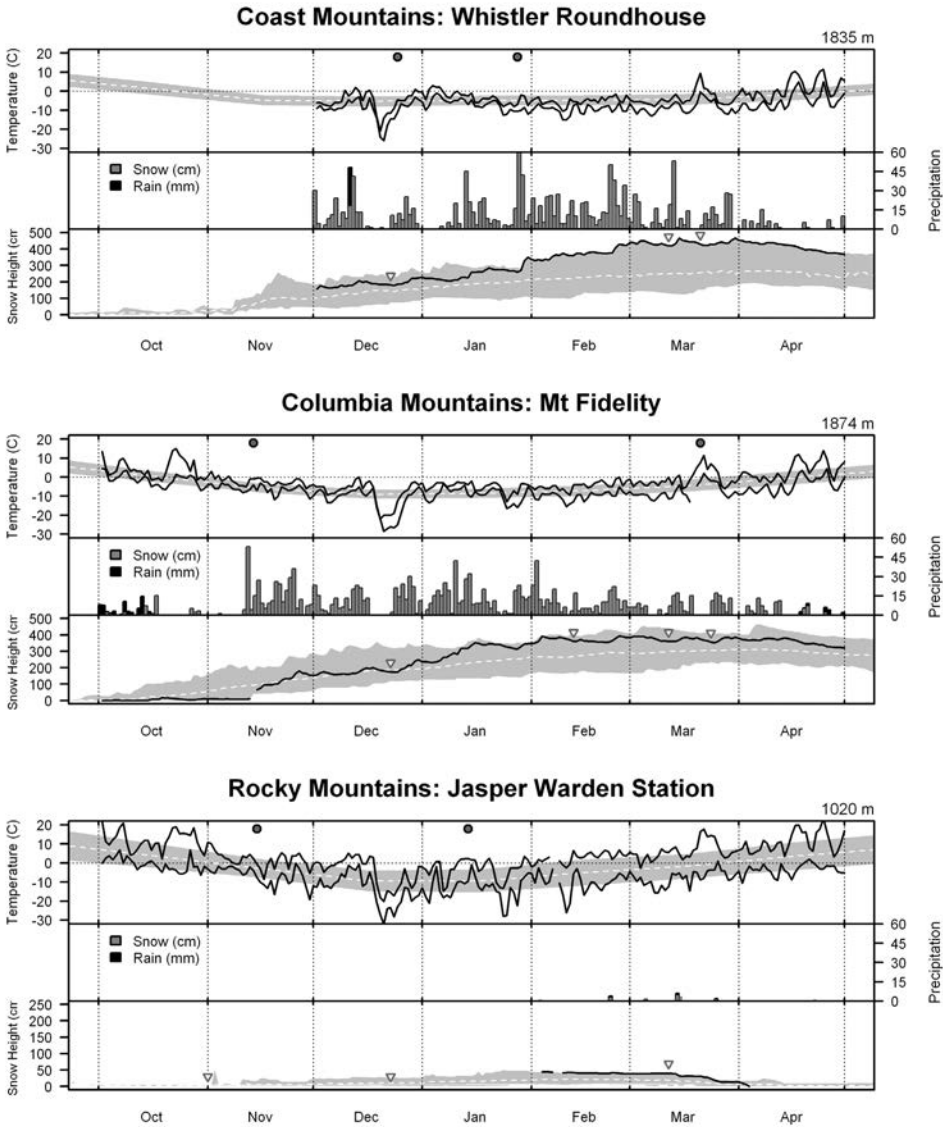 Coast Mountains: Whistler Roundhouse
1835 m
Temperature (C)
20
10
0
-10
-20
-30
Snow (cm)
Rain (mm)
60
45
30
15
0
Precipitation
Snow Height (cm
500
400
300
200
100
0
Oct Nov Dec Jan Feb Mar Apr
Columbia Mountains: Mt Fidelity
1874 m
Temperature (C)
20
10
0
-10
-20
-30
Snow (cm)
Rain (mm)
60
45
30
15
0
Precipitation
Snow Height (cm
500
400
300
200
100
0
Oct Nov Dec Jan Feb Mar Apr
Rocky Mountains: Jasper Warden Station
1020 m
Temperature (C)
20
10
0
-10
-20
-30
Snow (cm)
Rain (mm)
60
45
30
15
0
Precipitation
Snow Height (cm
250
200
150
100
50
0
Oct Nov Dec Jan Feb Mar Apr